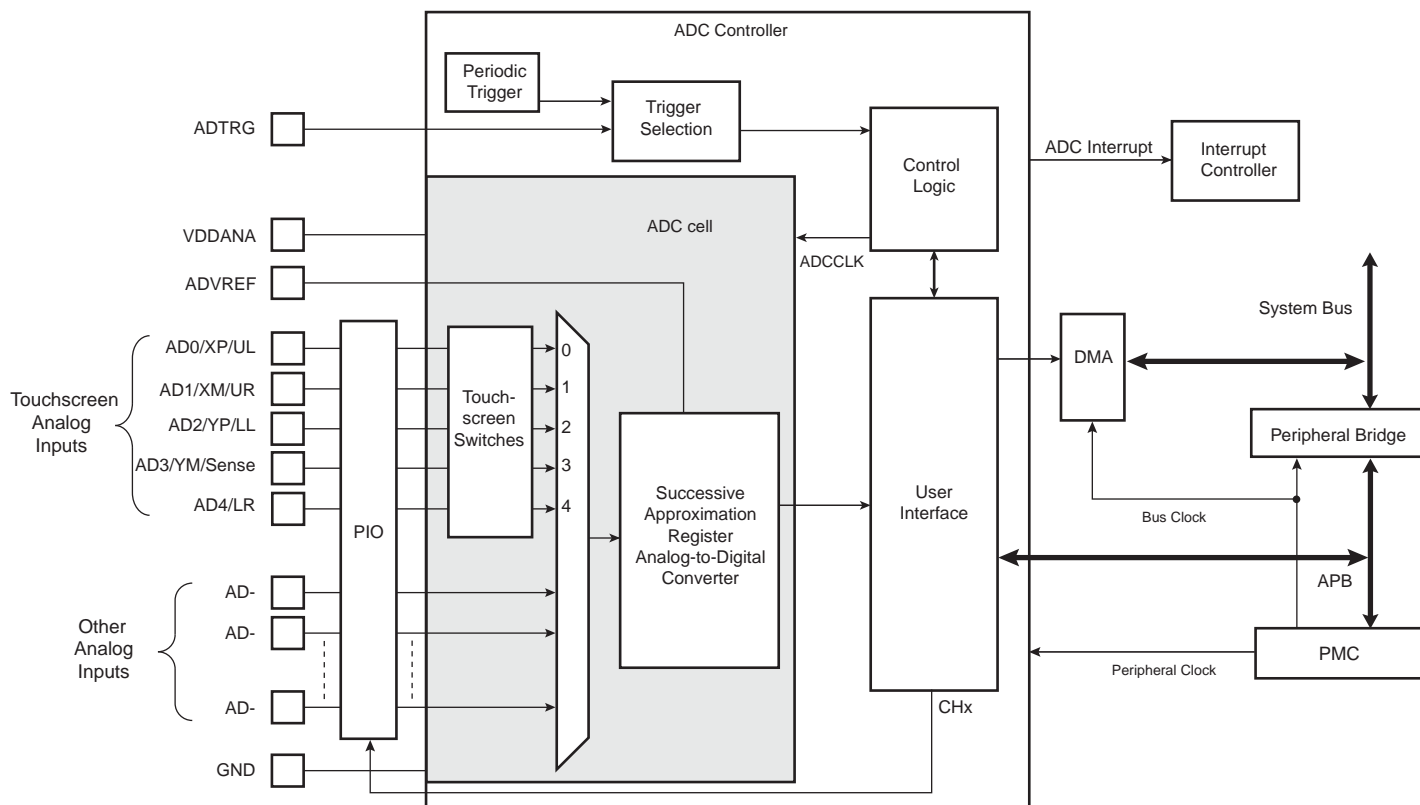 ADC Controller
Periodic
Trigger
Trigger
Selection
ADTRG
Control
Logic
ADC Interrupt
Interrupt
Controller
VDDANA
ADC cell
ADCCLK
ADVREF
System Bus
Touchscreen
Analog
Inputs
AD0/XP/UL
AD1/XM/UR
AD2/YP/LL
AD3/YM/Sense
AD4/LR
PIO
Touch-
screen
Switches
0
1
2
3
4
Successive
Approximation
Register
Analog-to-Digital
Converter
User
Interface
DMA
Peripheral Bridge
Bus Clock
APB
Other
Analog
Inputs
AD-
AD-
AD-
PMC
Peripheral Clock
CHx
GND